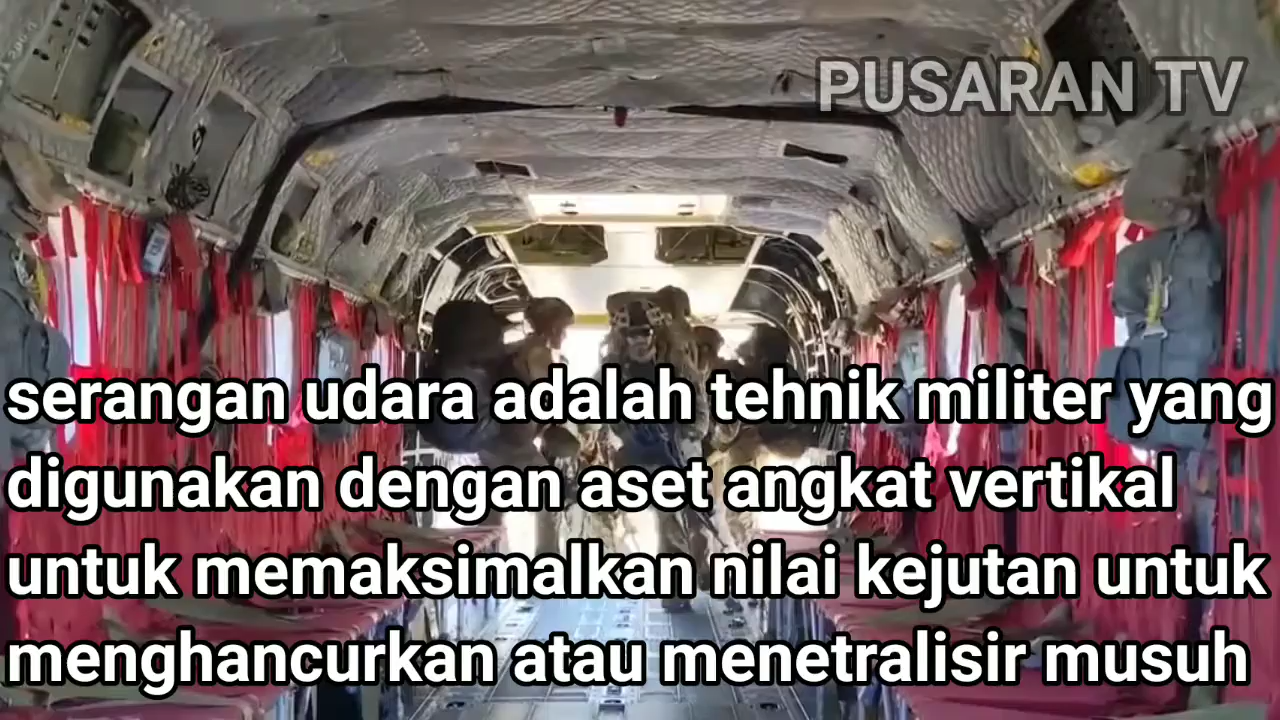 PUSARAN TV
serangan udara adalah tehnik militer yang
digunakan dengan aset angkat vertikal
untuk memaksimalkan nilai kejutan untuk
menghancurkan atau menetralisir musuh